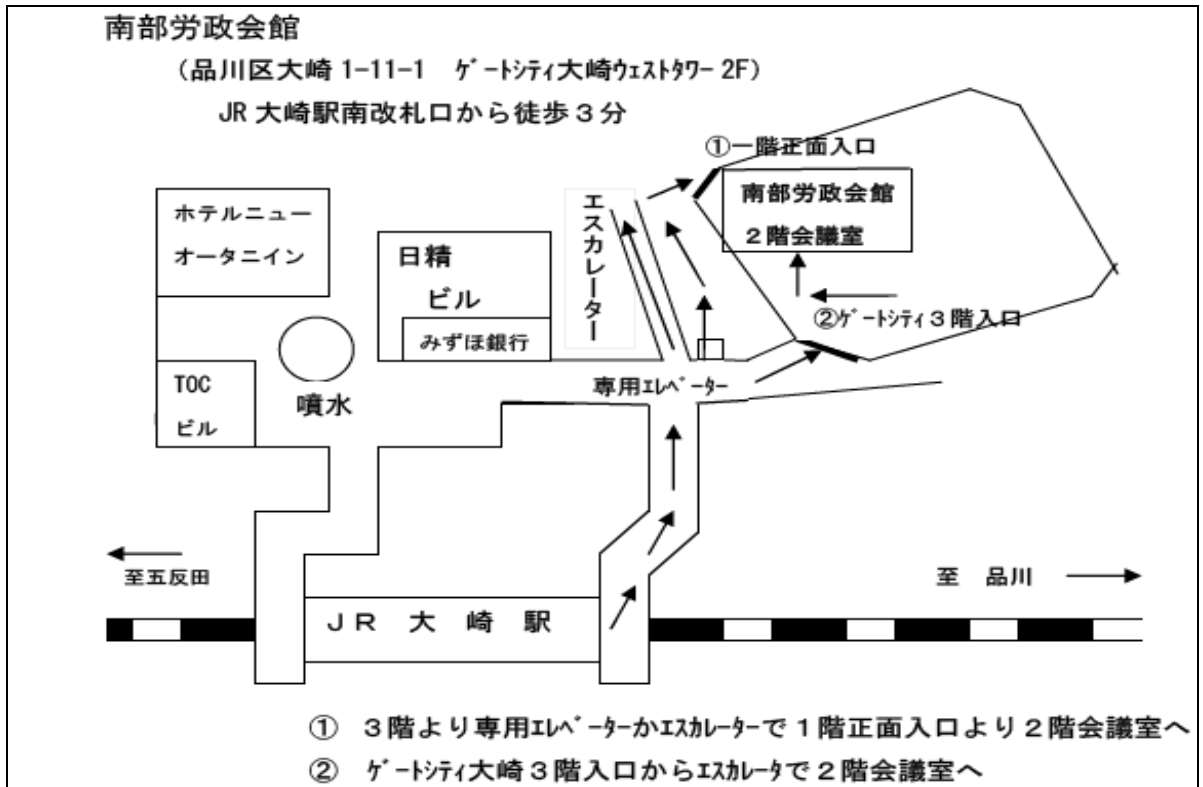 南部労政会館
（品川区大崎 1-11-1　ｹﾞｰﾄｼﾃｨ大崎ｳｪｽﾄﾀﾜｰ 2F）
JR 大崎駅南改札口から徒歩３分
①一階正面入口
南部労政会館
２階会議室
ホテルニュー
オータニイン
日精
ビル
みずほ銀行
エスカレーター
②ｹﾞｰﾄｼﾃｨ３階入口
TOC
ビル
噴水
専用ｴﾚﾍﾞｰﾀｰ
至五反田
至　品川
ＪＲ　大　崎　駅
①　３階より専用ｴﾚﾍﾞｰﾀｰかｴｽｶﾚｰﾀｰで１階正面入口より２階会議室へ
②　ｹﾞｰﾄｼﾃｨ大崎３階入口からｴｽｶﾚｰﾀで２階会議室へ